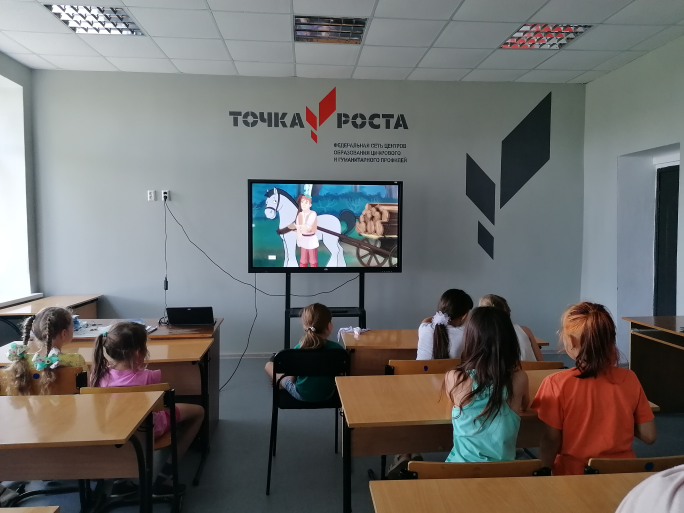 ТОЧКА РОСТА
ФЕДЕРАЛЬНАЯ СЕТЬ ЦЕНТРОВ
ОБРАЗОВАНИЯ ЦИФРОВОГО
И ГУМАНИТАРНОГО ПРОФИЛЕЙ